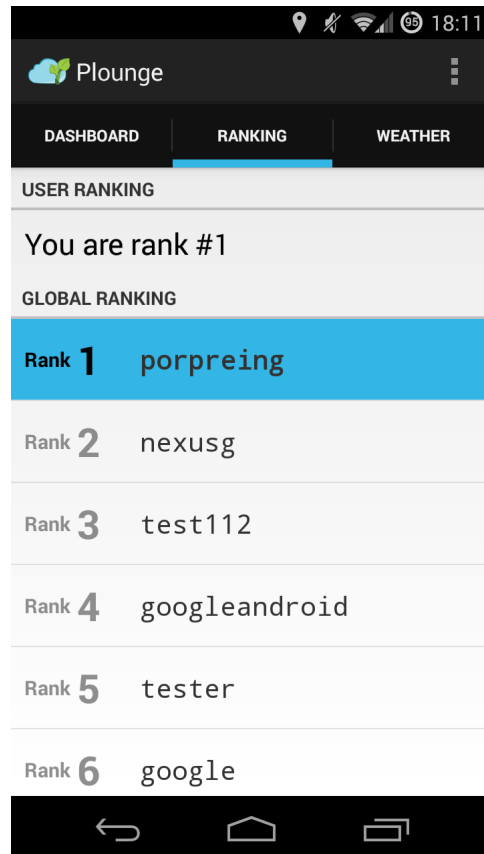 95 18:11
Plounge
DASHBOARD RANKING WEATHER
USER RANKING
You are rank #1
GLOBAL RANKING
Rank 1 porpreing
Rank 2 nexusg
Rank 3 test112
Rank 4 googleandroid
Rank 5 tester
Rank 6 google